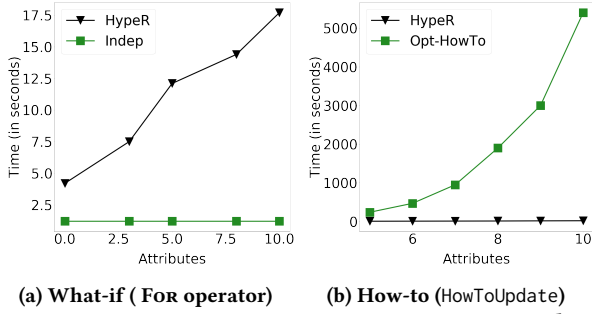 17.5
15.0
12.5
10.0
7.5
5.0
2.5
Time (in seconds)
HypeR
Indep
0.0 2.5 5.0 7.5 10.0
Attributes
(a) What-if ( FOR operator)
5000
4000
3000
2000
1000
0
Time (in seconds)
HypeR
Opt-HowTo
6 8 10
Attributes
(b) How-to (HowToUpdate)